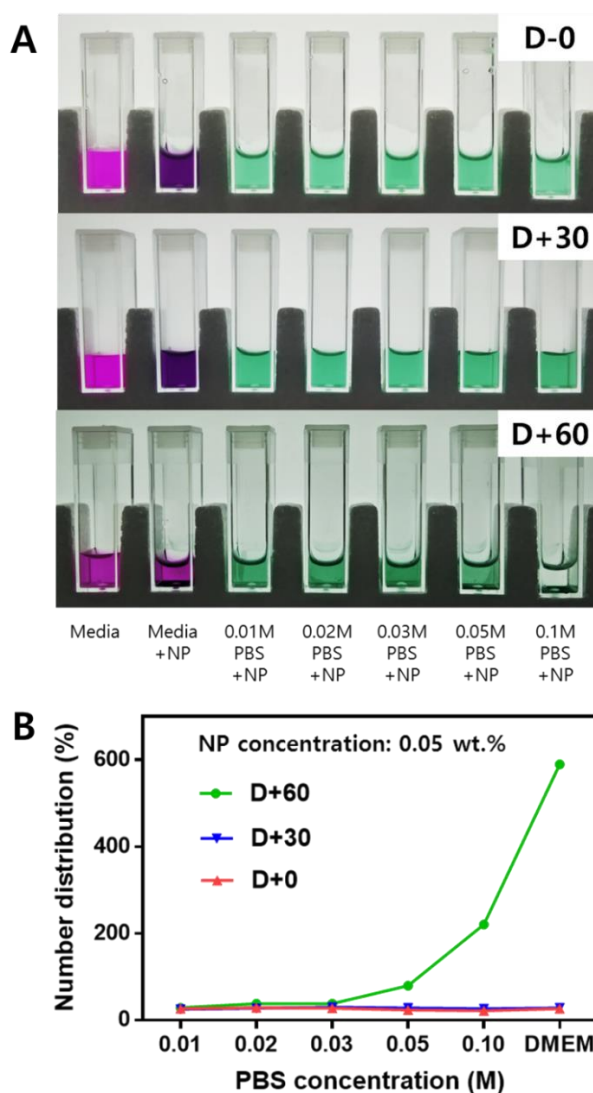 A
D-0
D+30
D+60
Media
Media
+NP
0.01M
PBS
+NP
0.02M
PBS
+NP
0.03M
PBS
+NP
0.05M
PBS
+NP
0.1M
PBS
+NP
B
NP concentration: 0.05 wt.%
D+60
D+30
D+0
Number distribution (%)
600
400
200
0
0.01
0.02
0.03
0.05
0.10
DMEM
PBS concentration (M)